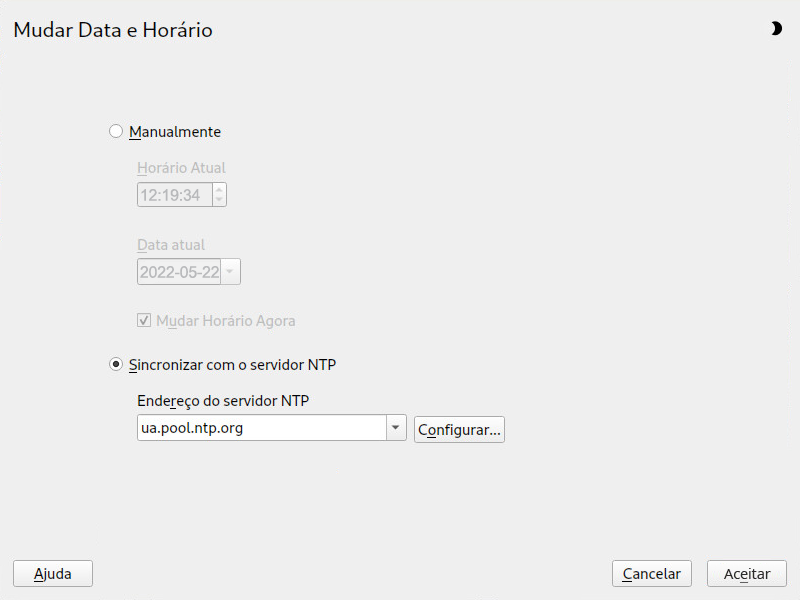 Mudar Data e Horário
Manualmente
Horário Atual
12:19:34
Data atual
2022-05-22
Mudar Horário Agora
Sincronizar com o servidor NTP
Endereço do servidor NTP
ua.pool.ntp.org
Configurar...
Ajuda
Cancelar
Aceitar